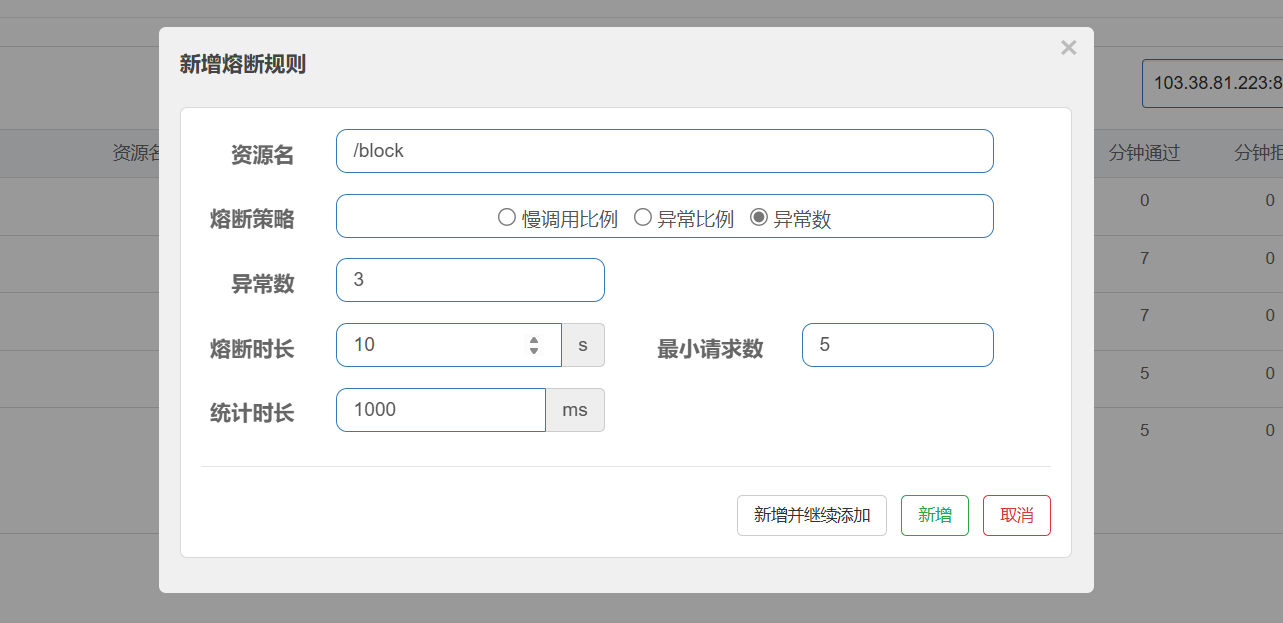 新增熔断规则
×
103.38.81.223:8
资源名
分钟通过
分钟拒
资源名
/block
熔断策略
慢调用比例 异常比例 异常数
异常数
3
熔断时长
10
s
最小请求数
5
统计时长
1000
ms
0 0
7 0
7 0
5 0
5 0
新增并继续添加
新增
取消